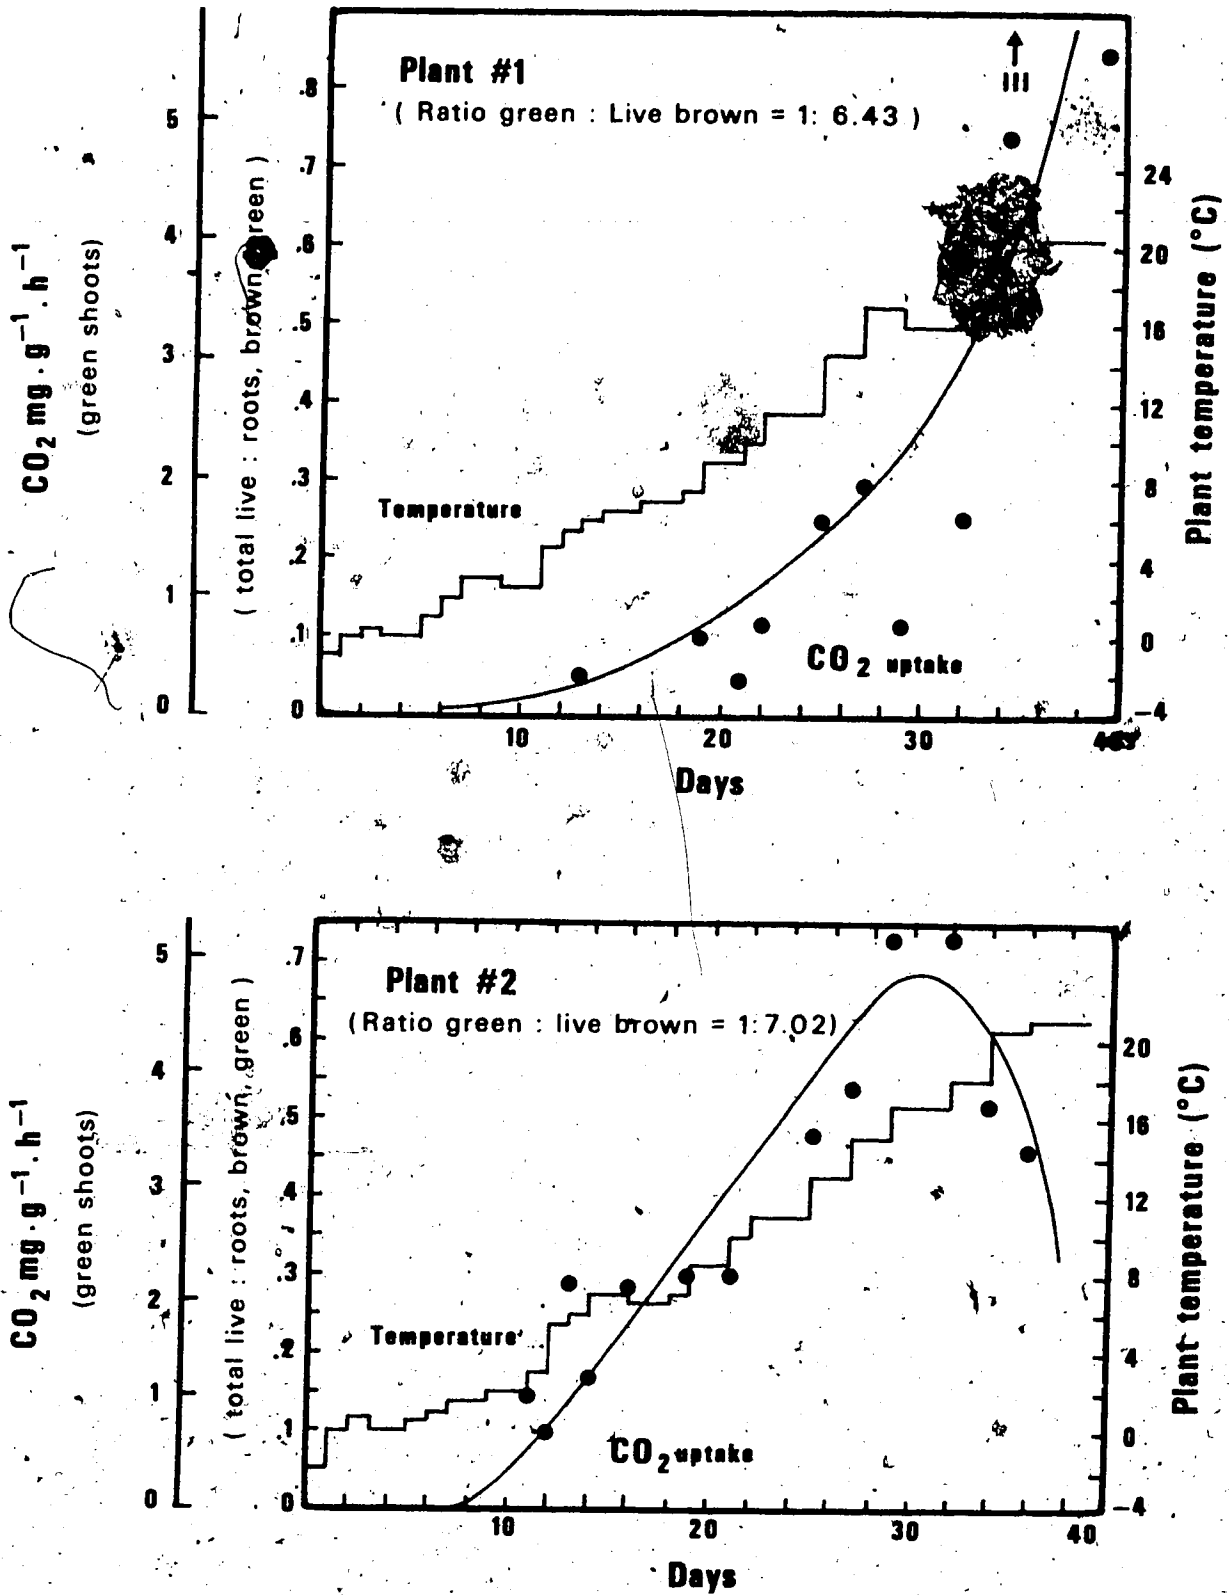 Plant #1
( Ratio green : Live brown = 1: 6.43 )
III
CO2 mg·g−1·h−1
(green shoots)
5
4
3
2
1
0
( total live : roots, brown, green )
.8
.7
.6
.5
.4
.3
.2
.1
0
Temperature
CO2 uptake
24
20
16
12
8
4
0
−4
Plant temperature (°C)
10
20
30
Days
Plant #2
(Ratio green : live brown = 1:7.02)
CO2 mg·g−1·h−1
(green shoots)
5
4
3
2
1
0
( total live : roots, brown, green )
.7
.6
.5
.4
.3
.2
.1
0
Temperature
CO2 uptake
20
16
12
8
4
0
−4
Plant temperature (°C)
10
20
30
40
Days